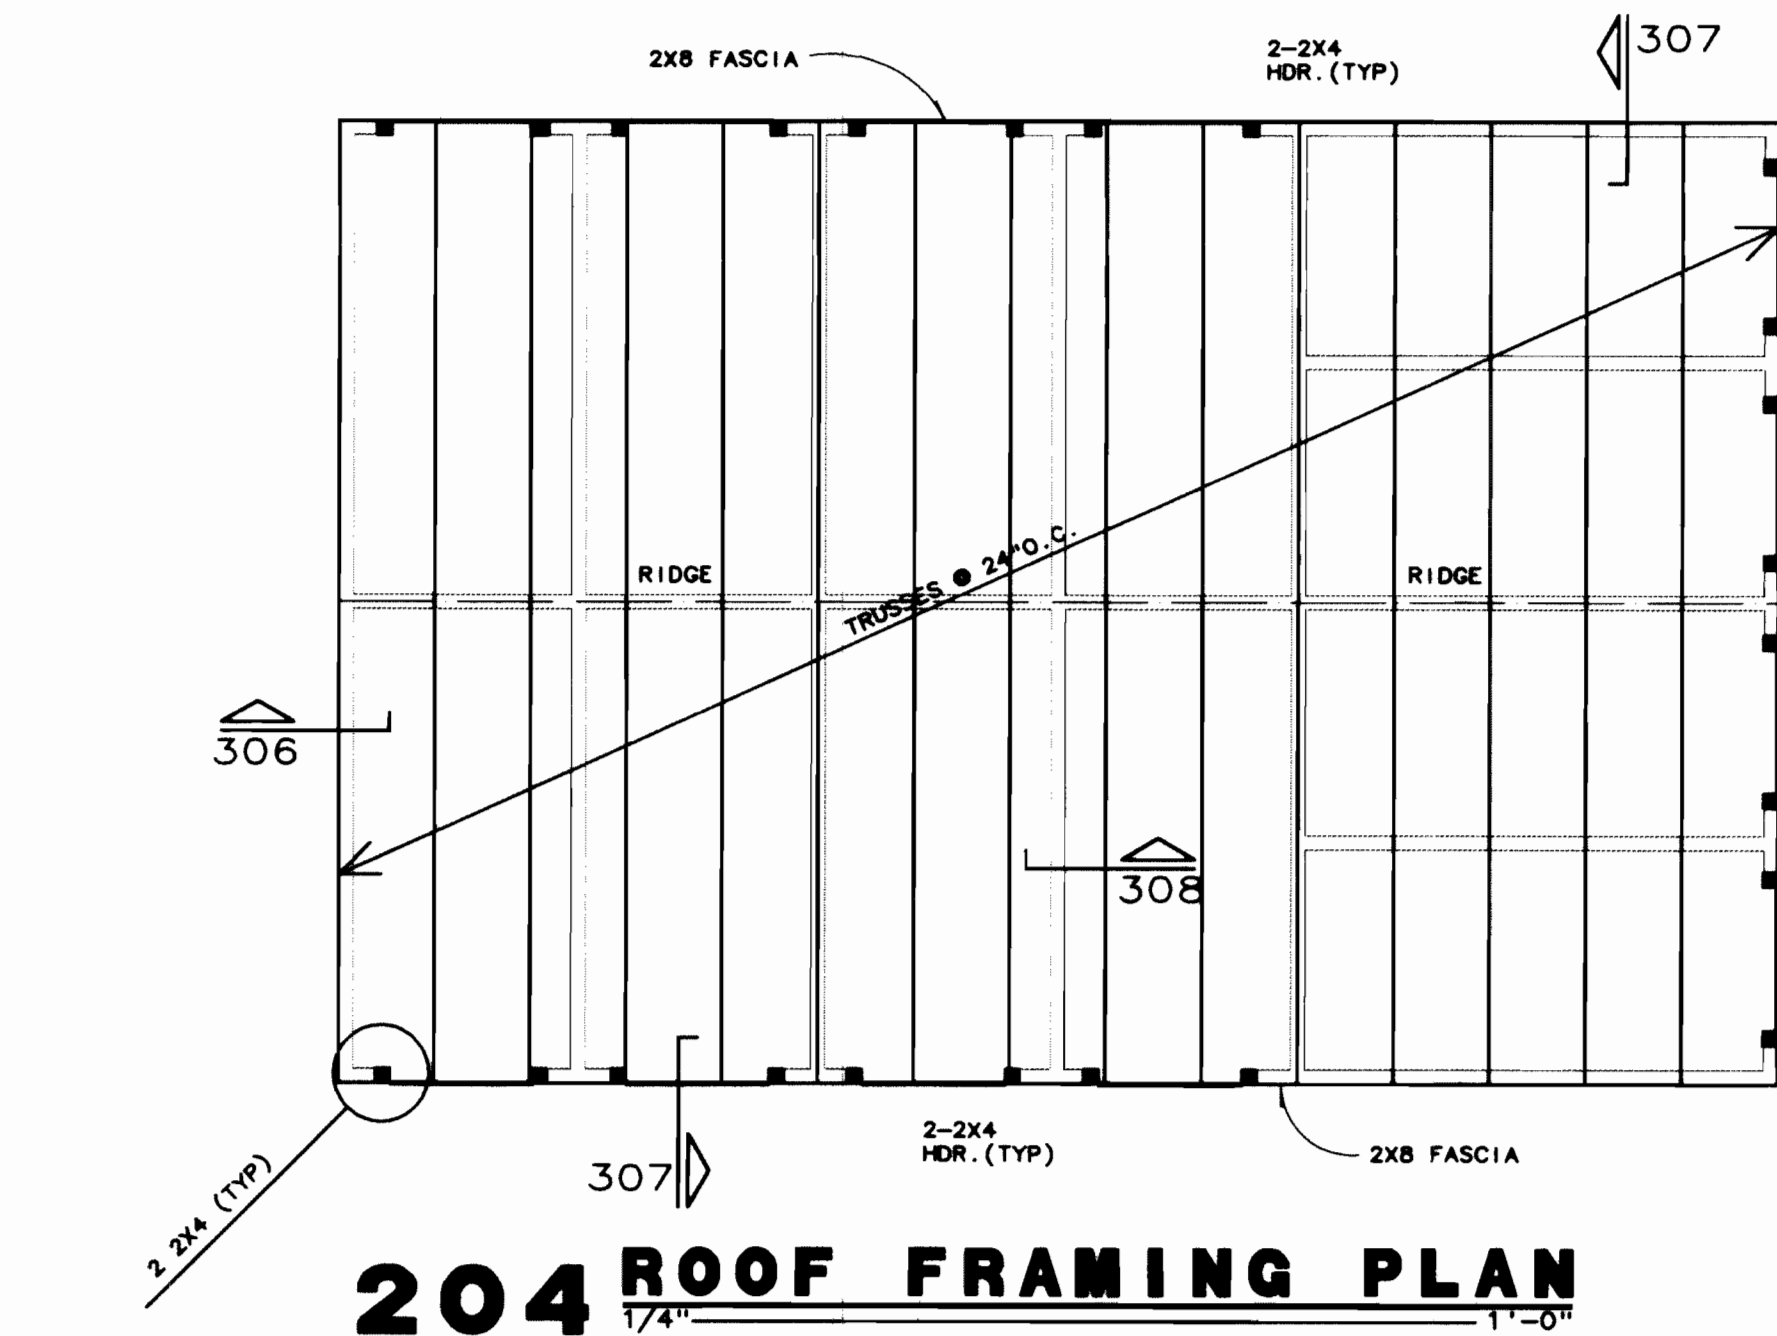 2X8 FASCIA
2-2X4
HDR.(TYP)
307
RIDGE
RIDGE
TRUSSES @ 24"O.C.
306
308
2-2X4
HDR.(TYP)
2X8 FASCIA
307
2 2X4 (TYP)
204 ROOF FRAMING PLAN
1/4" 1'-0"